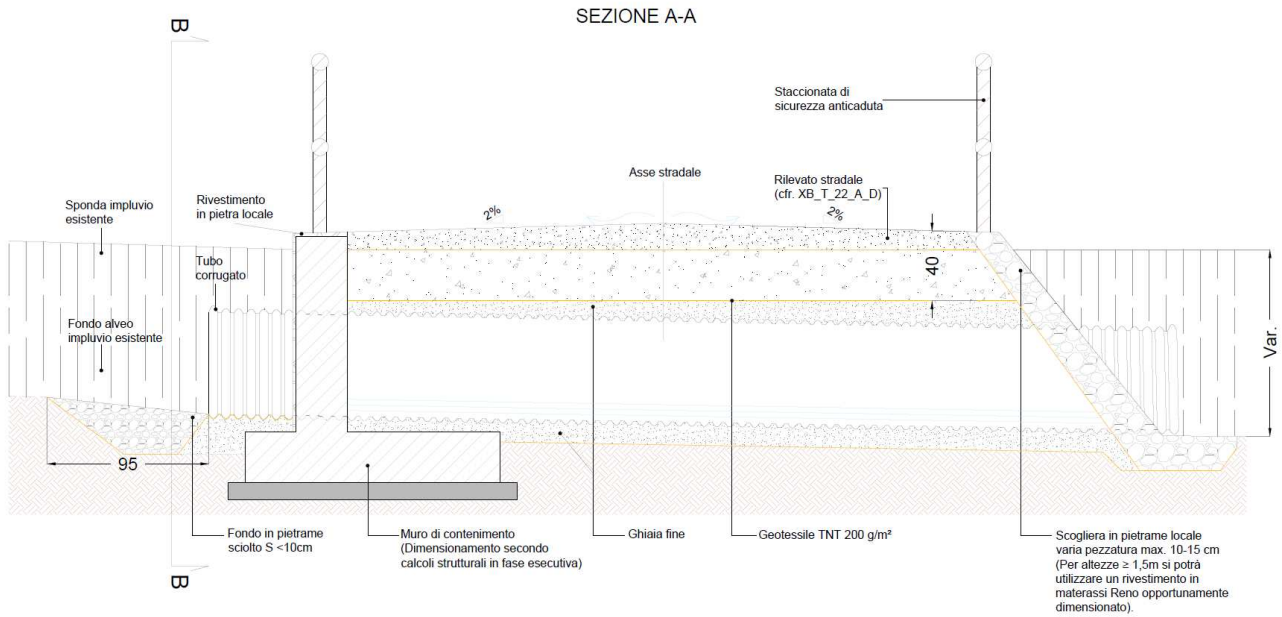 SEZIONE A-A
B
Staccionata di
sicurezza anticaduta
Asse stradale
Rilevato stradale
(cfr. XB_T_22_A_D)
Sponda impluvio
esistente
Rivestimento
in pietra locale
2%
2%
Tubo
corrugato
40
Fondo alveo
impluvio esistente
Var.
95
Fondo in pietrame
sciolto S <10cm
Muro di contenimento
(Dimensionamento secondo
calcoli strutturali in fase esecutiva)
Ghiaia fine
Geotessile TNT 200 g/m²
Scogliera in pietrame locale
varia pezzatura max. 10-15 cm
(Per altezze ≥ 1,5m si potrà
utilizzare un rivestimento in
materassi Reno opportunamente
dimensionato).
B